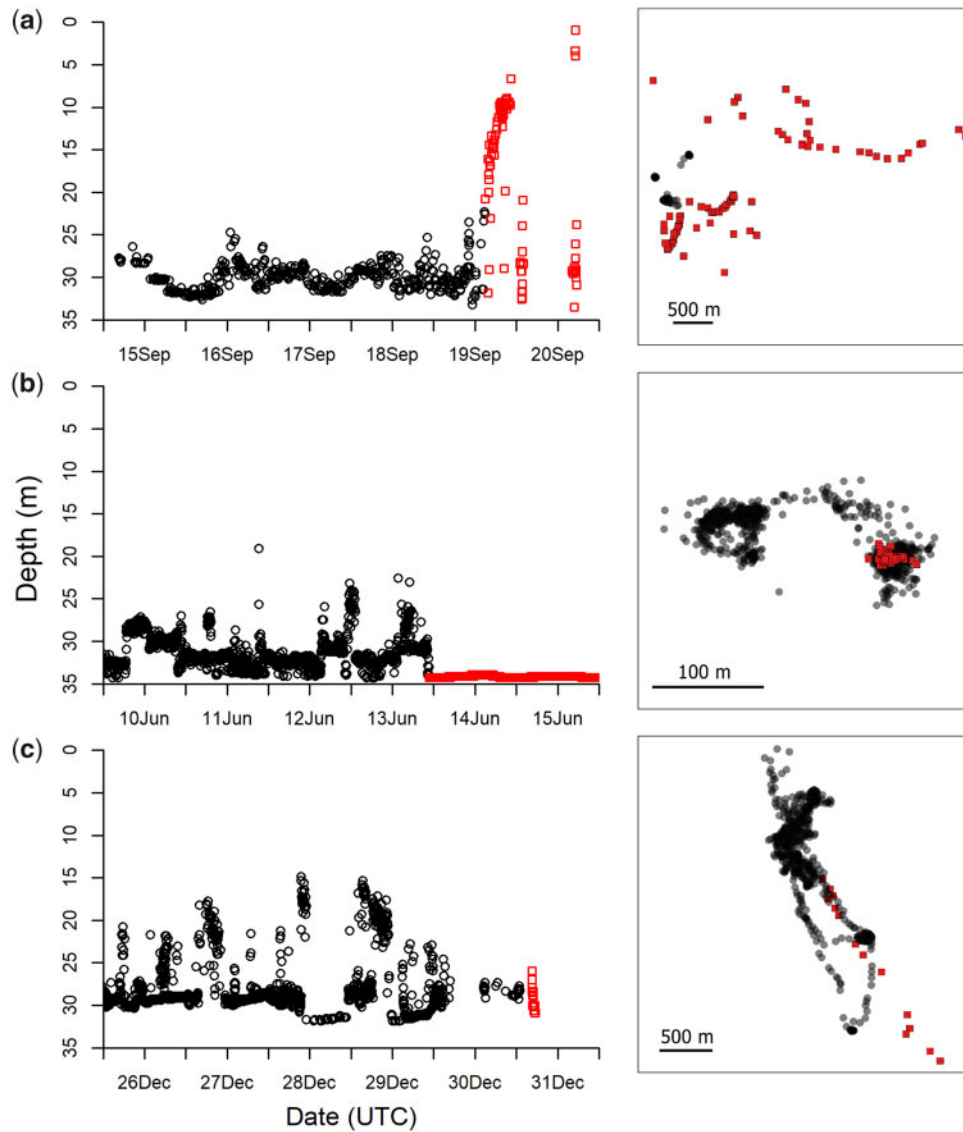 (a)
0
5
10
15
20
25
30
35
15Sep 16Sep 17Sep 18Sep 19Sep 20Sep
500 m
(b)
0
5
10
15
20
25
30
35
10Jun 11Jun 12Jun 13Jun 14Jun 15Jun
100 m
Depth (m)
(c)
0
5
10
15
20
25
30
35
26Dec 27Dec 28Dec 29Dec 30Dec 31Dec
500 m
Date (UTC)